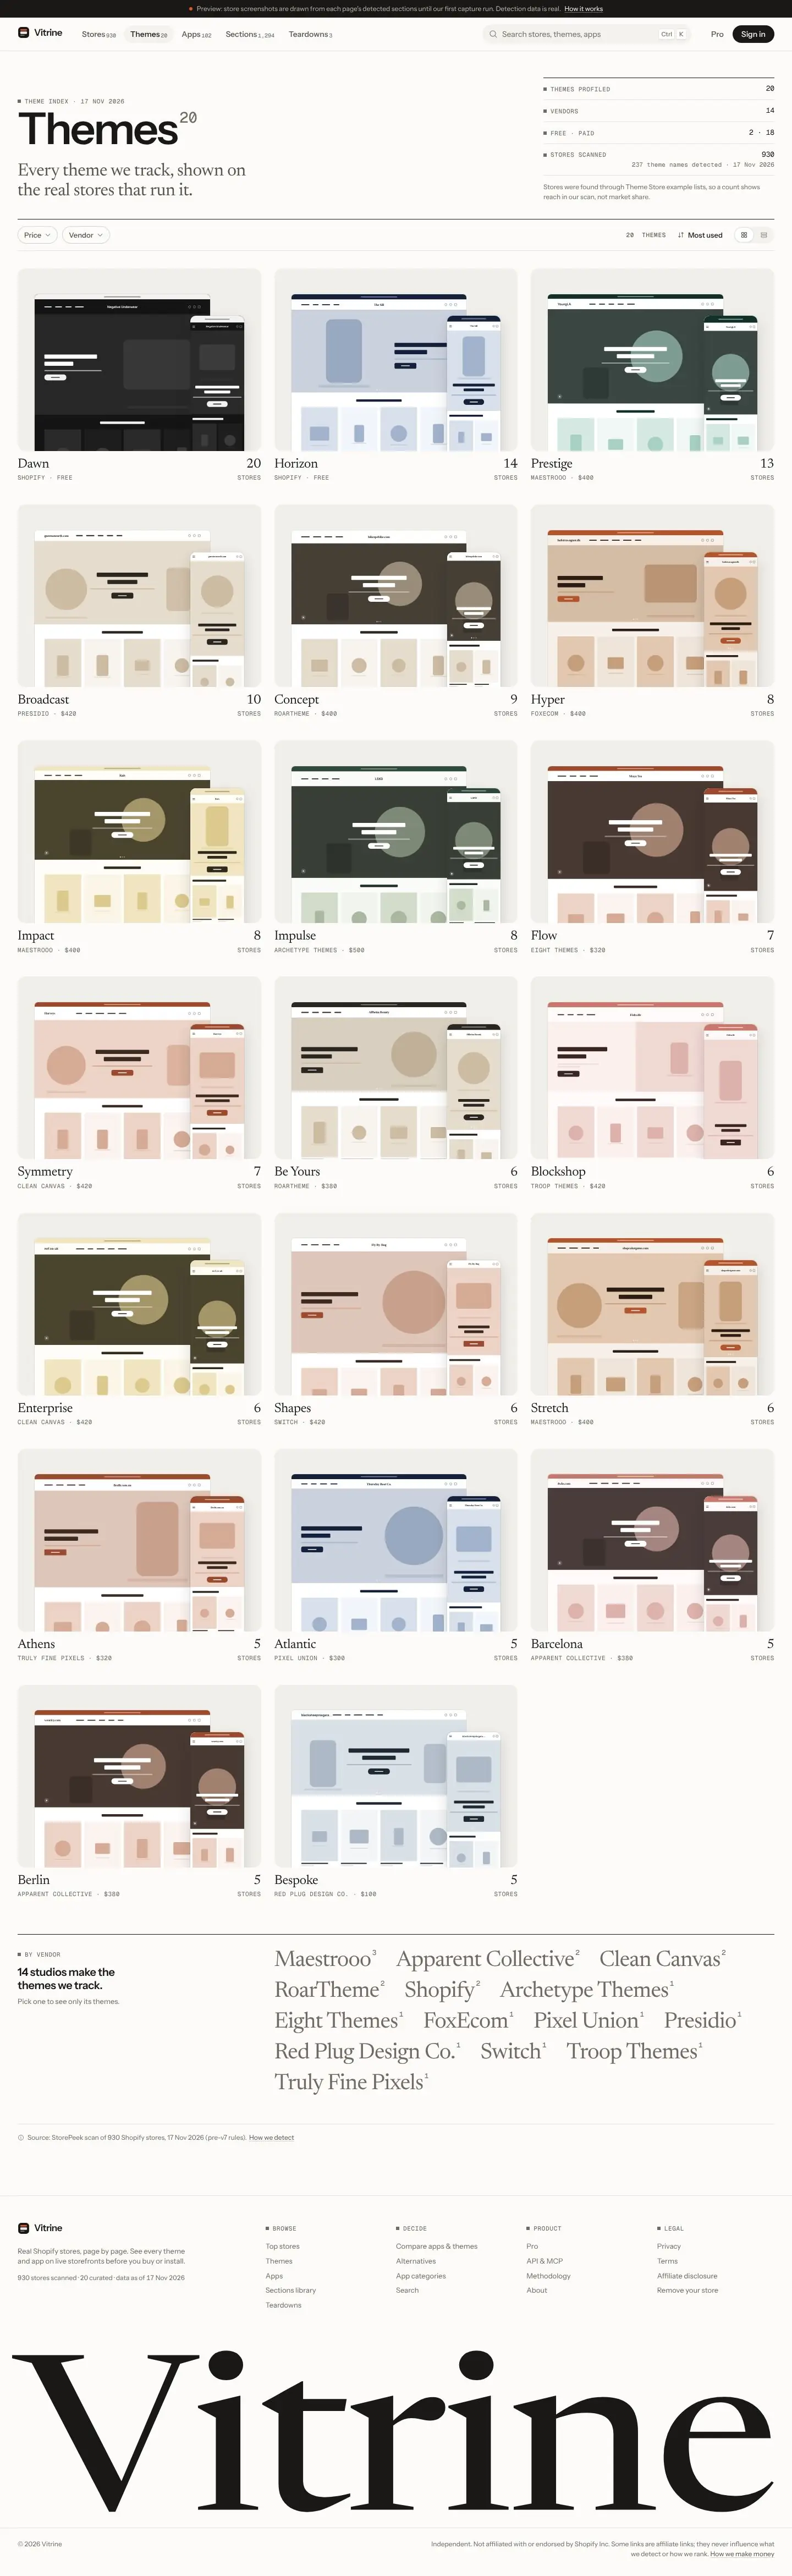 Preview: store screenshots are drawn from each page's detected sections until our first capture run. Detection data is real. How it works
Vitrine
Stores 930
Themes 20
Apps 102
Sections 1,294
Teardowns 3
Search stores, themes, apps
Ctrl K
Pro
Sign in
THEME INDEX · 17 NOV 2026
Themes 20
Every theme we track, shown on
the real stores that run it.
THEMES PROFILED 20
VENDORS 14
FREE · PAID 2 · 18
STORES SCANNED 930
237 theme names detected · 17 Nov 2026
Stores were found through Theme Store example lists, so a count shows
reach in our scan, not market share.
Price
Vendor
20 THEMES
Most used
Dawn 20
SHOPIFY · FREE STORES
Horizon 14
SHOPIFY · FREE STORES
Prestige 13
MAESTROOO · $400 STORES
Broadcast 10
PRESIDIO · $420 STORES
Concept 9
ROARTHEME · $400 STORES
Hyper 8
FOXECOM · $400 STORES
Impact 8
MAESTROOO · $400 STORES
Impulse 8
ARCHETYPE THEMES · $500 STORES
Flow 7
EIGHT THEMES · $320 STORES
Symmetry 7
CLEAN CANVAS · $420 STORES
Be Yours 6
ROARTHEME · $380 STORES
Blockshop 6
TROOP THEMES · $420 STORES
Enterprise 6
CLEAN CANVAS · $420 STORES
Shapes 6
SWITCH · $420 STORES
Stretch 6
MAESTROOO · $400 STORES
Athens 5
TRULY FINE PIXELS · $320 STORES
Atlantic 5
PIXEL UNION · $300 STORES
Barcelona 5
APPARENT COLLECTIVE · $380 STORES
Berlin 5
APPARENT COLLECTIVE · $380 STORES
Bespoke 5
RED PLUG DESIGN CO. · $100 STORES
BY VENDOR
14 studios make the
themes we track.
Pick one to see only its themes.
Maestrooo 3 Apparent Collective 2 Clean Canvas 2
RoarTheme 2 Shopify 2 Archetype Themes 1
Eight Themes 1 FoxEcom 1 Pixel Union 1 Presidio 1
Red Plug Design Co. 1 Switch 1 Troop Themes 1
Truly Fine Pixels 1
Source: StorePeek scan of 930 Shopify stores, 17 Nov 2026 (pre-v7 rules). How we detect
Vitrine
Real Shopify stores, page by page. See every theme
and app on live storefronts before you buy or install.
930 stores scanned · 20 curated · data as of 17 Nov 2026
BROWSE
Top stores
Themes
Apps
Sections library
Teardowns
DECIDE
Compare apps & themes
Alternatives
App categories
Search
PRODUCT
Pro
API & MCP
Methodology
About
LEGAL
Privacy
Terms
Affiliate disclosure
Remove your store
Vitrine
© 2026 Vitrine
Independent. Not affiliated with or endorsed by Shopify Inc. Some links are affiliate links; they never influence what
we detect or how we rank. How we make money